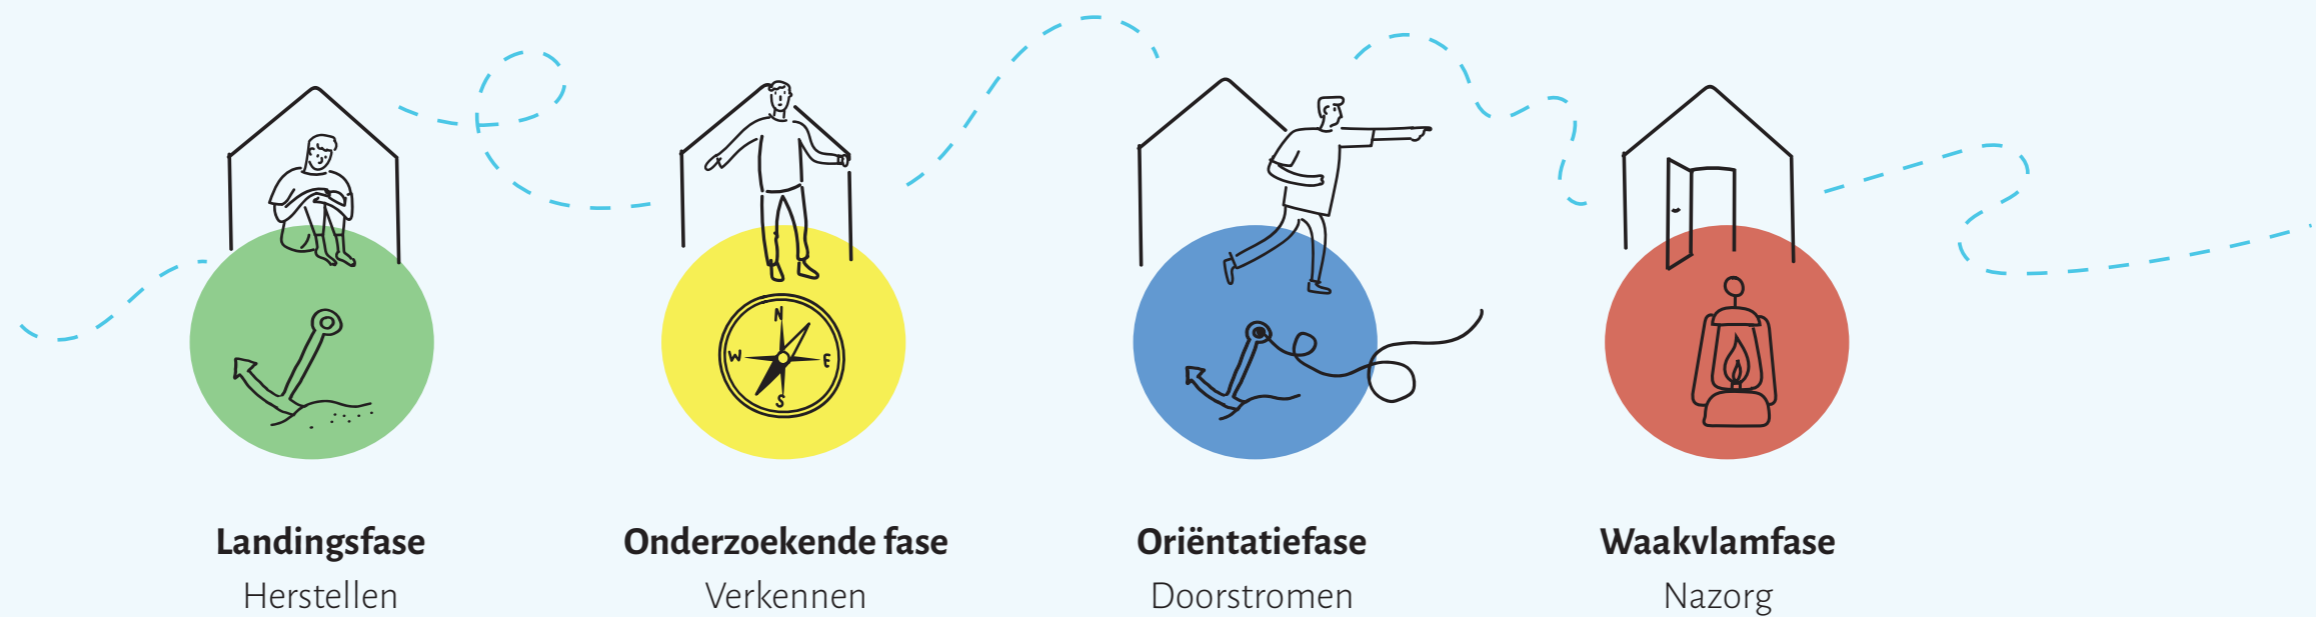 N
W E
S
Landingsfase
Herstellen
Onderzoekende fase
Verkennen
Oriëntatiefase
Doorstromen
Waakvlamfase
Nazorg